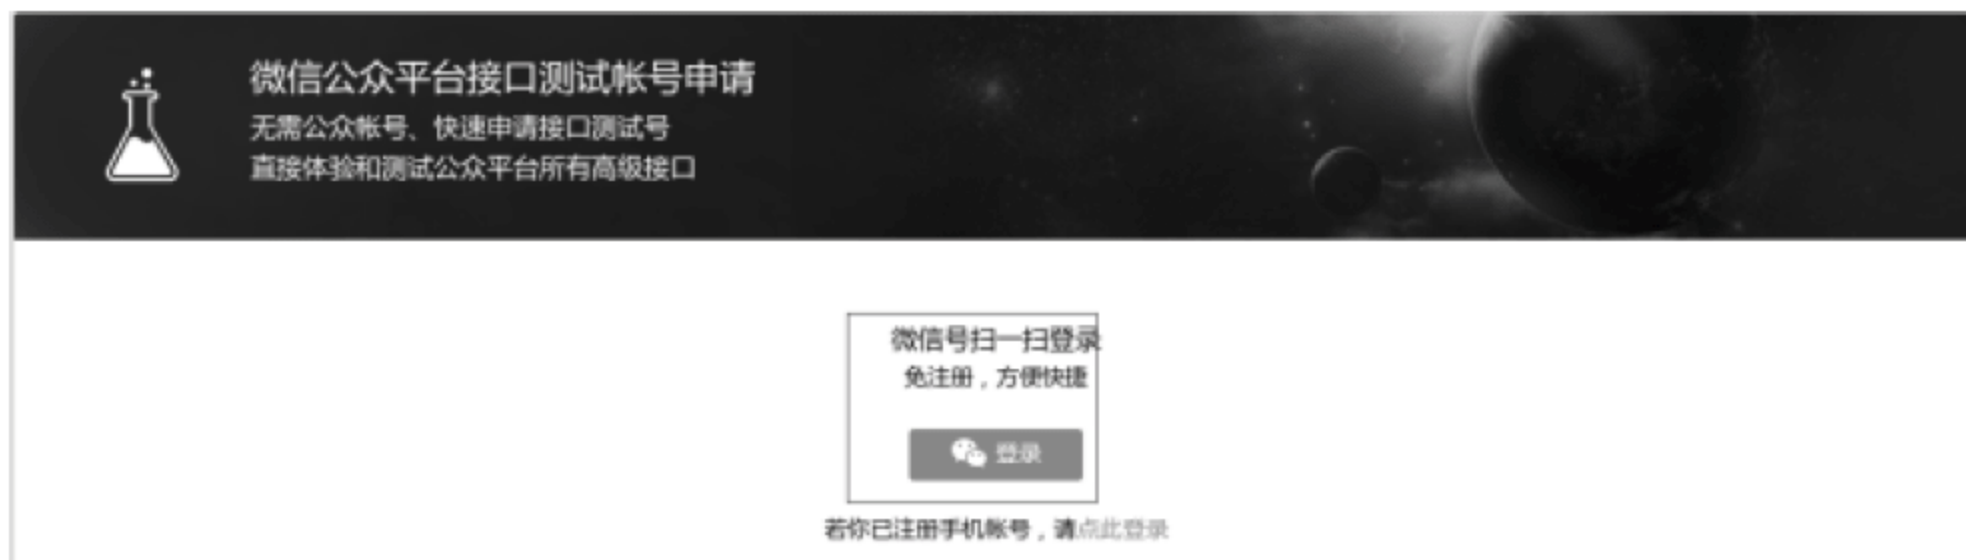 微信公众平台接口测试帐号申请
无需公众帐号、快速申请接口测试号
直接体验和测试公众平台所有高级接口
微信号扫一扫登录
免注册，方便快捷
登录
若你已注册手机帐号，请点此登录